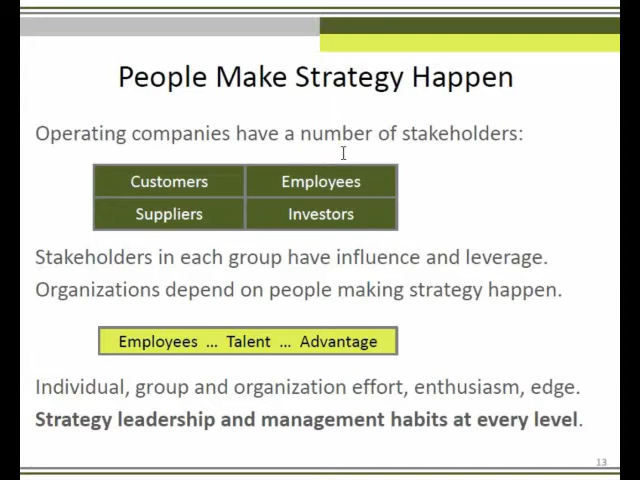 People Make Strategy Happen
Operating companies have a number of stakeholders:
Customers Employees
Suppliers Investors
Stakeholders in each group have influence and leverage.
Organizations depend on people making strategy happen.
Employees ... Talent ... Advantage
Individual, group and organization effort, enthusiasm, edge.
Strategy leadership and management habits at every level.
13